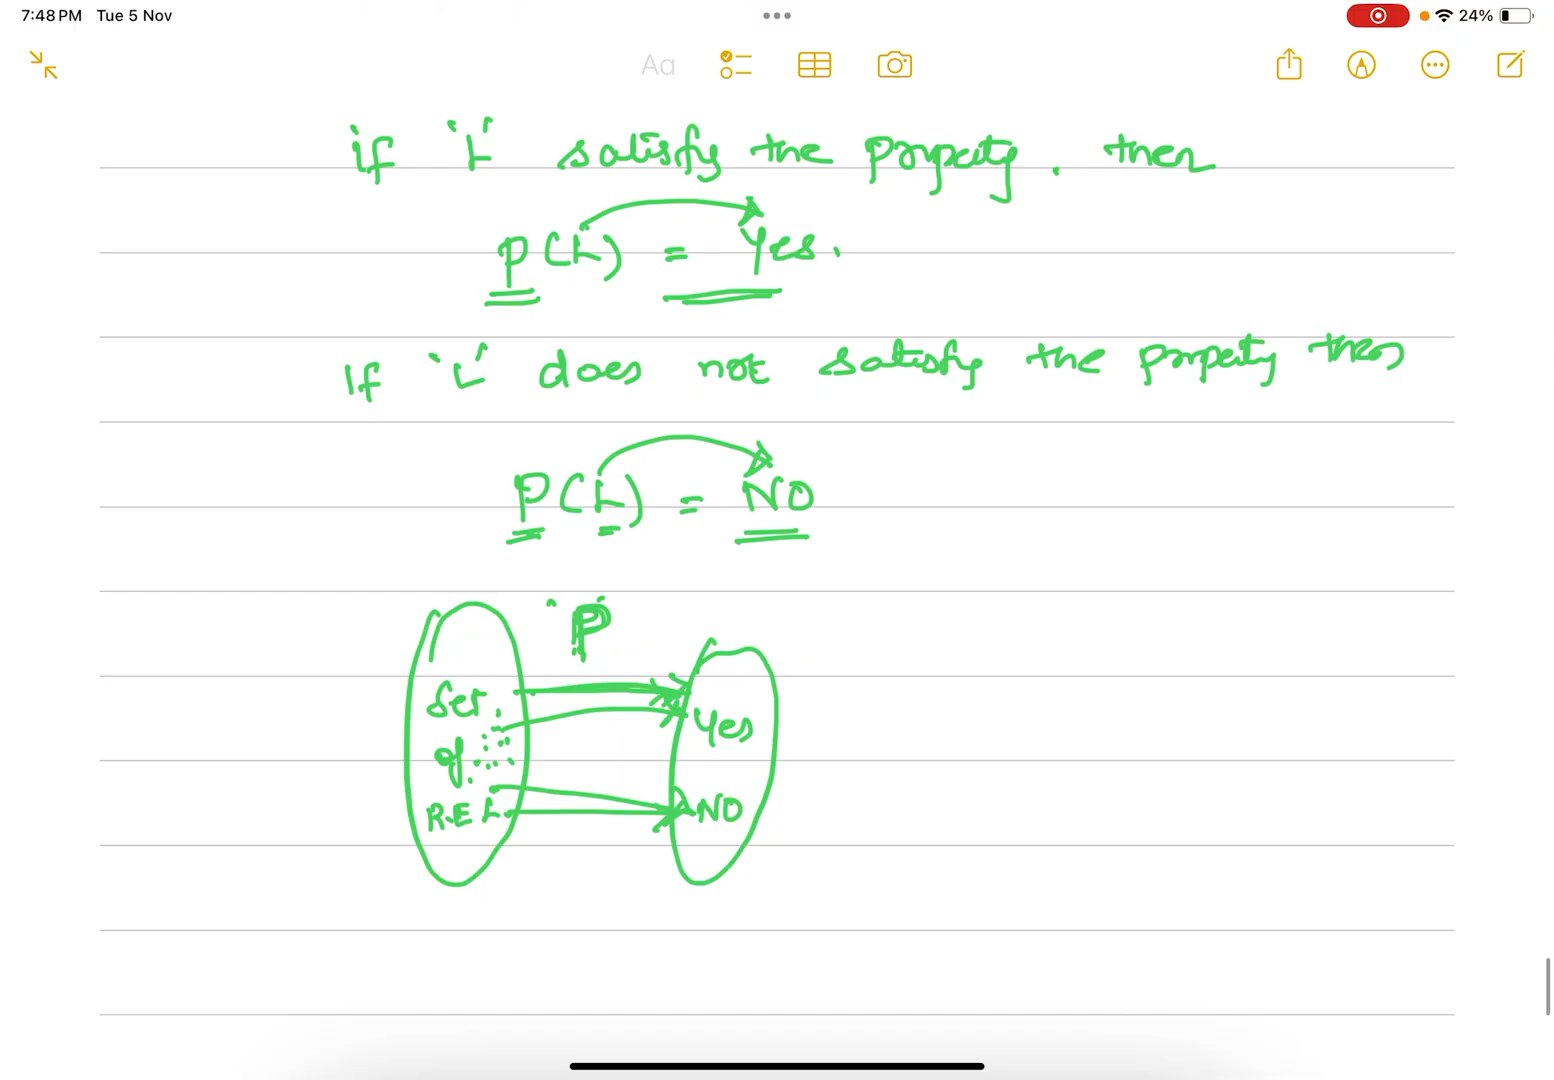 7:48 PM Tue 5 Nov
24%
Aa
if 'L' satisfy the property. then
P(L) = Yes.
If 'L' does not satisfy the property then
P(L) = NO
'P'
Set
of
R.E L.
Yes
NO